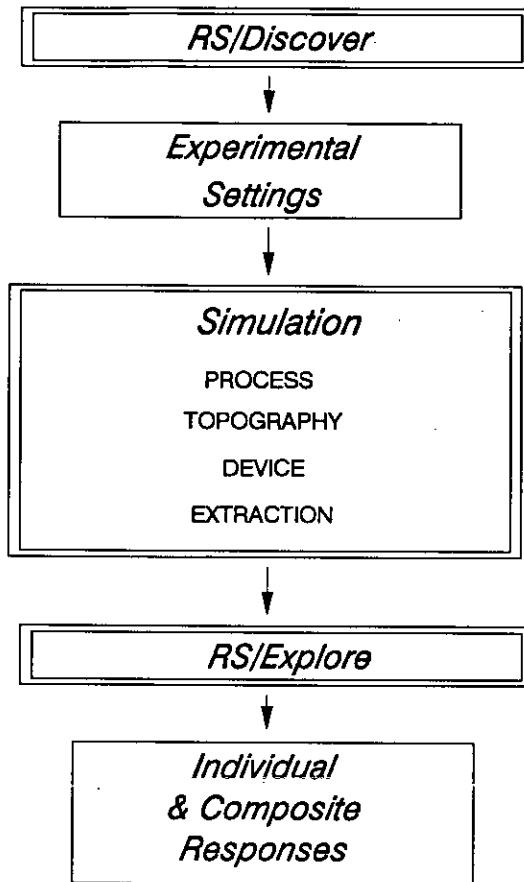 RS/Discover
Experimental
Settings
Simulation
PROCESS
TOPOGRAPHY
DEVICE
EXTRACTION
RS/Explore
Individual
& Composite
Responses